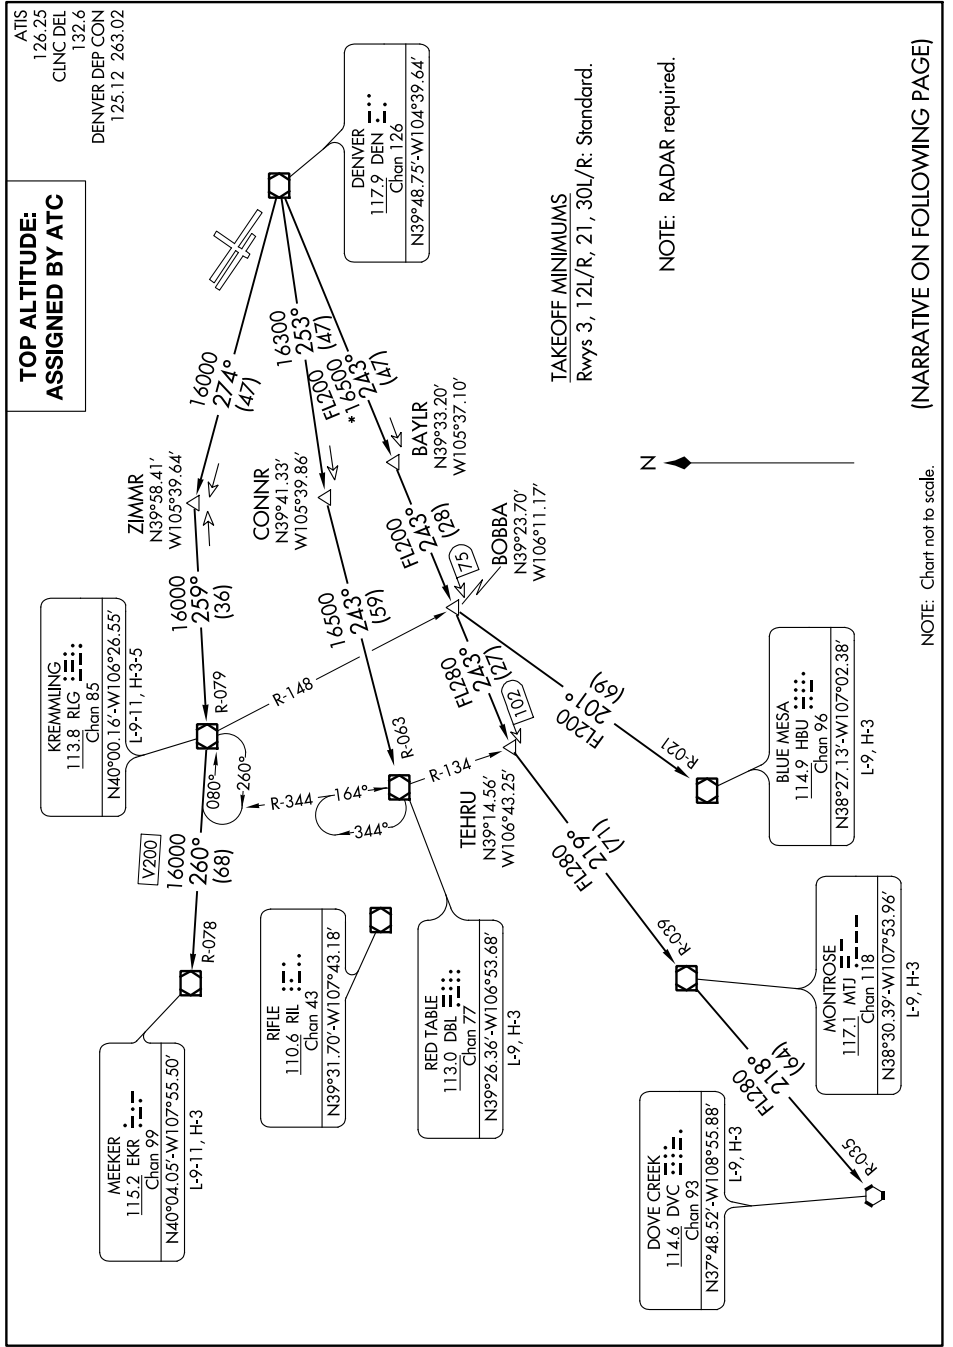 ATIS
126.25
CLNC DEL
132.6
DENVER DEP CON
125.12 263.02
TOP ALTITUDE:
ASSIGNED BY ATC
DENVER
117.9 DEN
Chan 126
N39°48.75’-W104°39.64’
16000
274°
(47)
16300
253°
(47)
FL200
*16500
243°
(47)
ZIMMR
N39°58.41’
W105°39.64’
CONNR
N39°41.33’
W105°39.86’
BAYLR
N39°33.20’
W105°37.10’
16000
259°
(36)
16500
243°
(59)
FL200
243°
(28)
75
BOBBA
N39°23.70’
W106°11.17’
KREMMLING
113.8 RLG
Chan 85
N40°00.16’-W106°26.55’
L-9-11, H-3-5
R-079
R-148
R-063
080°
260°
R-344
164°
344°
R-134
FL280
243°
(27)
102
TEHRU
N39°14.56’
W106°43.25’
FL200
201°
(69)
R-021
BLUE MESA
114.9 HBU
Chan 96
N38°27.13’-W107°02.38’
L-9, H-3
V200
16000
260°
(68)
R-078
MEEKER
115.2 EKR
Chan 99
N40°04.05’-W107°55.50’
L-9-11, H-3
RIFLE
110.6 RIL
Chan 43
N39°31.70’-W107°43.18’
RED TABLE
113.0 DBL
Chan 77
N39°26.36’-W106°53.68’
L-9, H-3
FL280
219°
(71)
R-039
MONTROSE
117.1 MTJ
Chan 118
N38°30.39’-W107°53.96’
L-9, H-3
FL280
218°
(64)
R-035
DOVE CREEK
114.6 DVC
Chan 93
N37°48.52’-W108°55.88’
L-9, H-3
TAKEOFF MINIMUMS
Rwys 3, 12L/R, 21, 30L/R: Standard.
NOTE: RADAR required.
N
NOTE: Chart not to scale.
(NARRATIVE ON FOLLOWING PAGE)